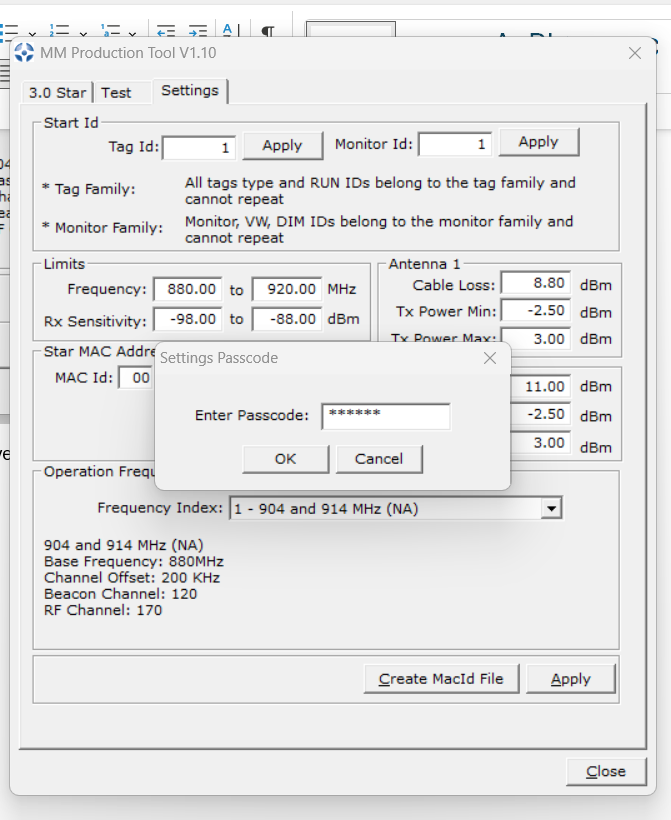 MM Production Tool V1.10
3.0 Star Test Settings
Start Id
Tag Id: 1 Apply Monitor Id: 1 Apply
* Tag Family: All tags type and RUN IDs belong to the tag family and
cannot repeat
* Monitor Family: Monitor, VW, DIM IDs belong to the monitor family and
cannot repeat
Limits
Frequency: 880.00 to 920.00 MHz
Rx Sensitivity: -98.00 to -88.00 dBm
Antenna 1
Cable Loss: 8.80 dBm
Tx Power Min: -2.50 dBm
Tx Power Max: 3.00 dBm
Star MAC Addre
MAC Id: 00
11.00 dBm
-2.50 dBm
3.00 dBm
Settings Passcode
Enter Passcode: ******
OK Cancel
Operation Frequ
Frequency Index: 1 - 904 and 914 MHz (NA)
904 and 914 MHz (NA)
Base Frequency: 880MHz
Channel Offset: 200 KHz
Beacon Channel: 120
RF Channel: 170
Create MacId File Apply
Close